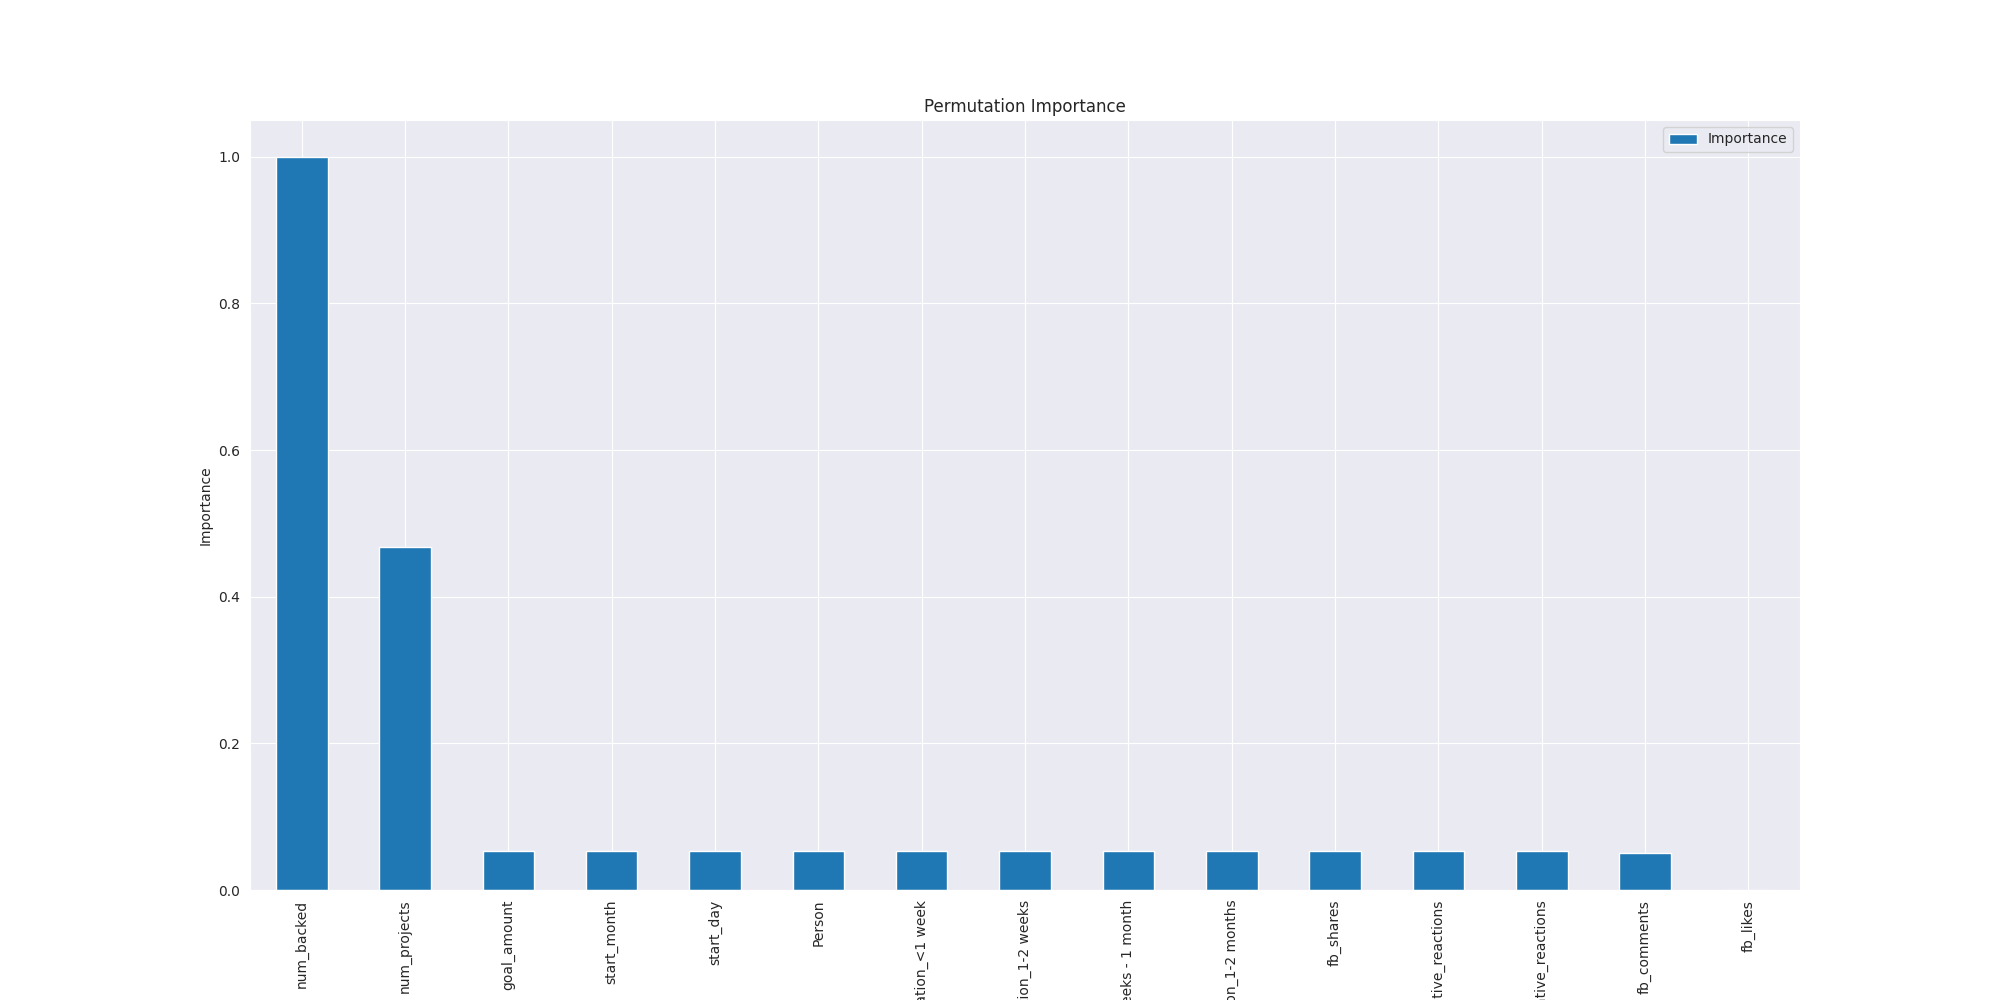 Permutation Importance
Importance
1.0
0.8
0.6
0.4
0.2
0.0
Importance
num_backed
num_projects
goal_amount
start_month
start_day
Person
ation_<1 week
ion_1-2 weeks
eeks - 1 month
on_1-2 months
fb_shares
tive_reactions
tive_reactions
fb_comments
fb_likes